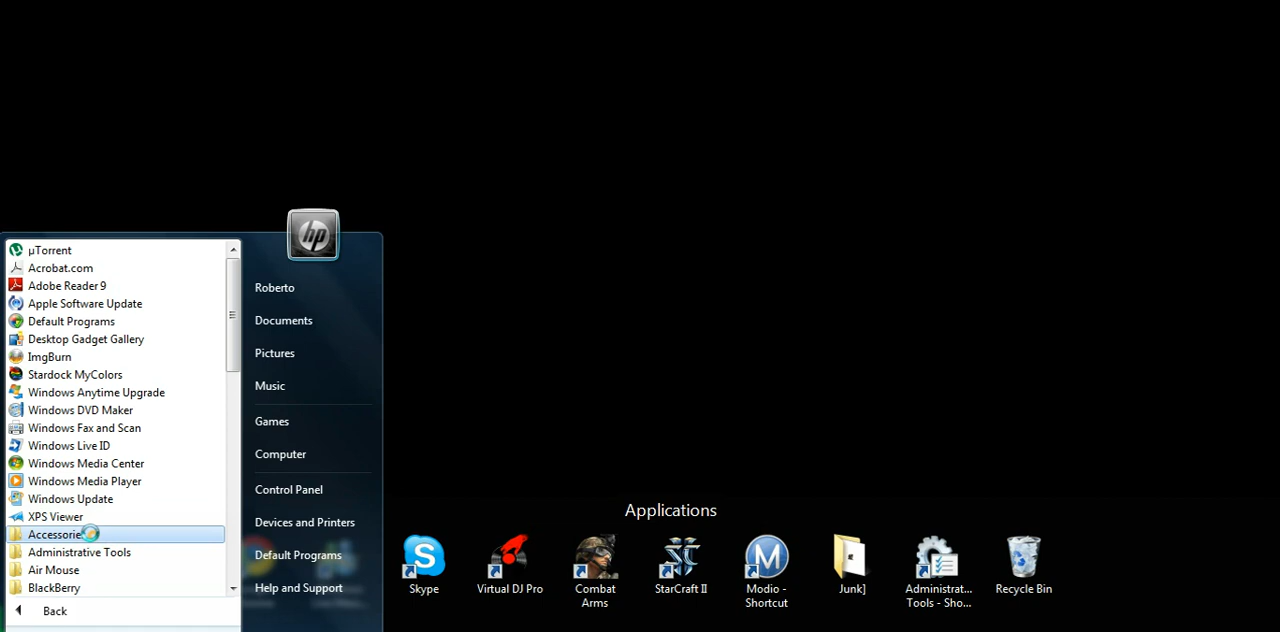 µTorrent
Acrobat.com
Adobe Reader 9
Apple Software Update
Default Programs
Desktop Gadget Gallery
ImgBurn
Stardock MyColors
Windows Anytime Upgrade
Windows DVD Maker
Windows Fax and Scan
Windows Live ID
Windows Media Center
Windows Media Player
Windows Update
XPS Viewer
Accessorie
Administrative Tools
Air Mouse
BlackBerry
Back
hp
Roberto
Documents
Pictures
Music
Games
Computer
Control Panel
Devices and Printers
Default Programs
Help and Support
Applications
Skype
Virtual DJ Pro
Combat
Arms
StarCraft II
Modio -
Shortcut
Junk]
Administrat...
Tools - Sho...
Recycle Bin